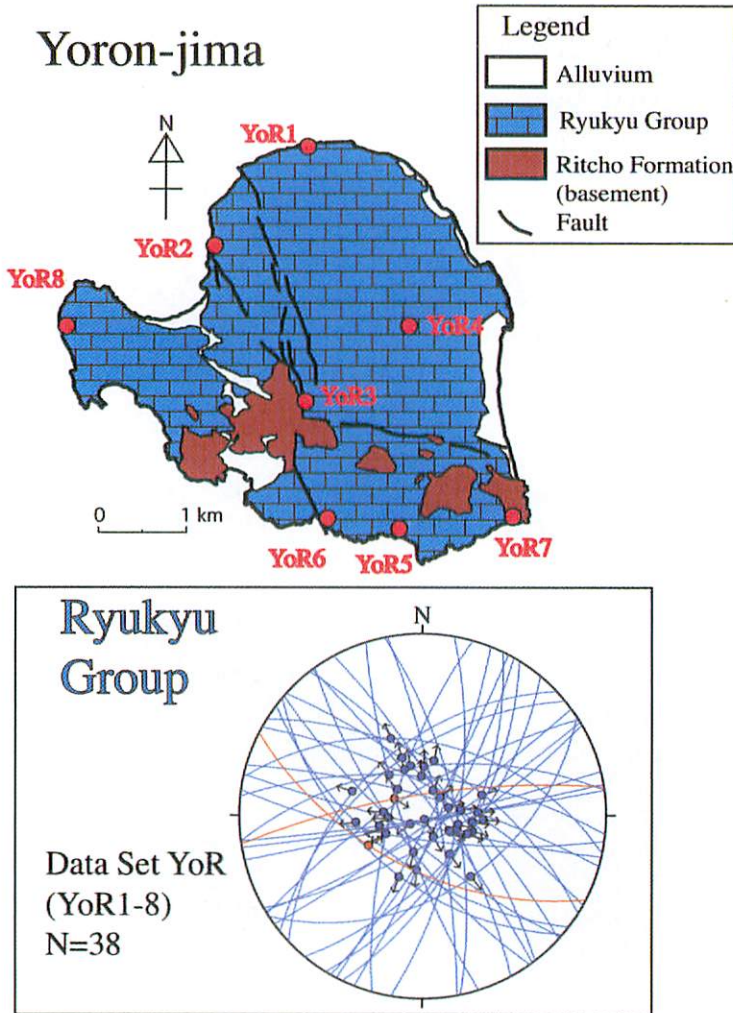 Yoron-jima
Legend
Alluvium
Ryukyu Group
Ritcho Formation
(basement)
Fault
N
YoR1
YoR2
YoR8
YoR4
YoR3
0 1 km
YoR6
YoR5
YoR7
Ryukyu
Group
N
Data Set YoR
(YoR1-8)
N=38